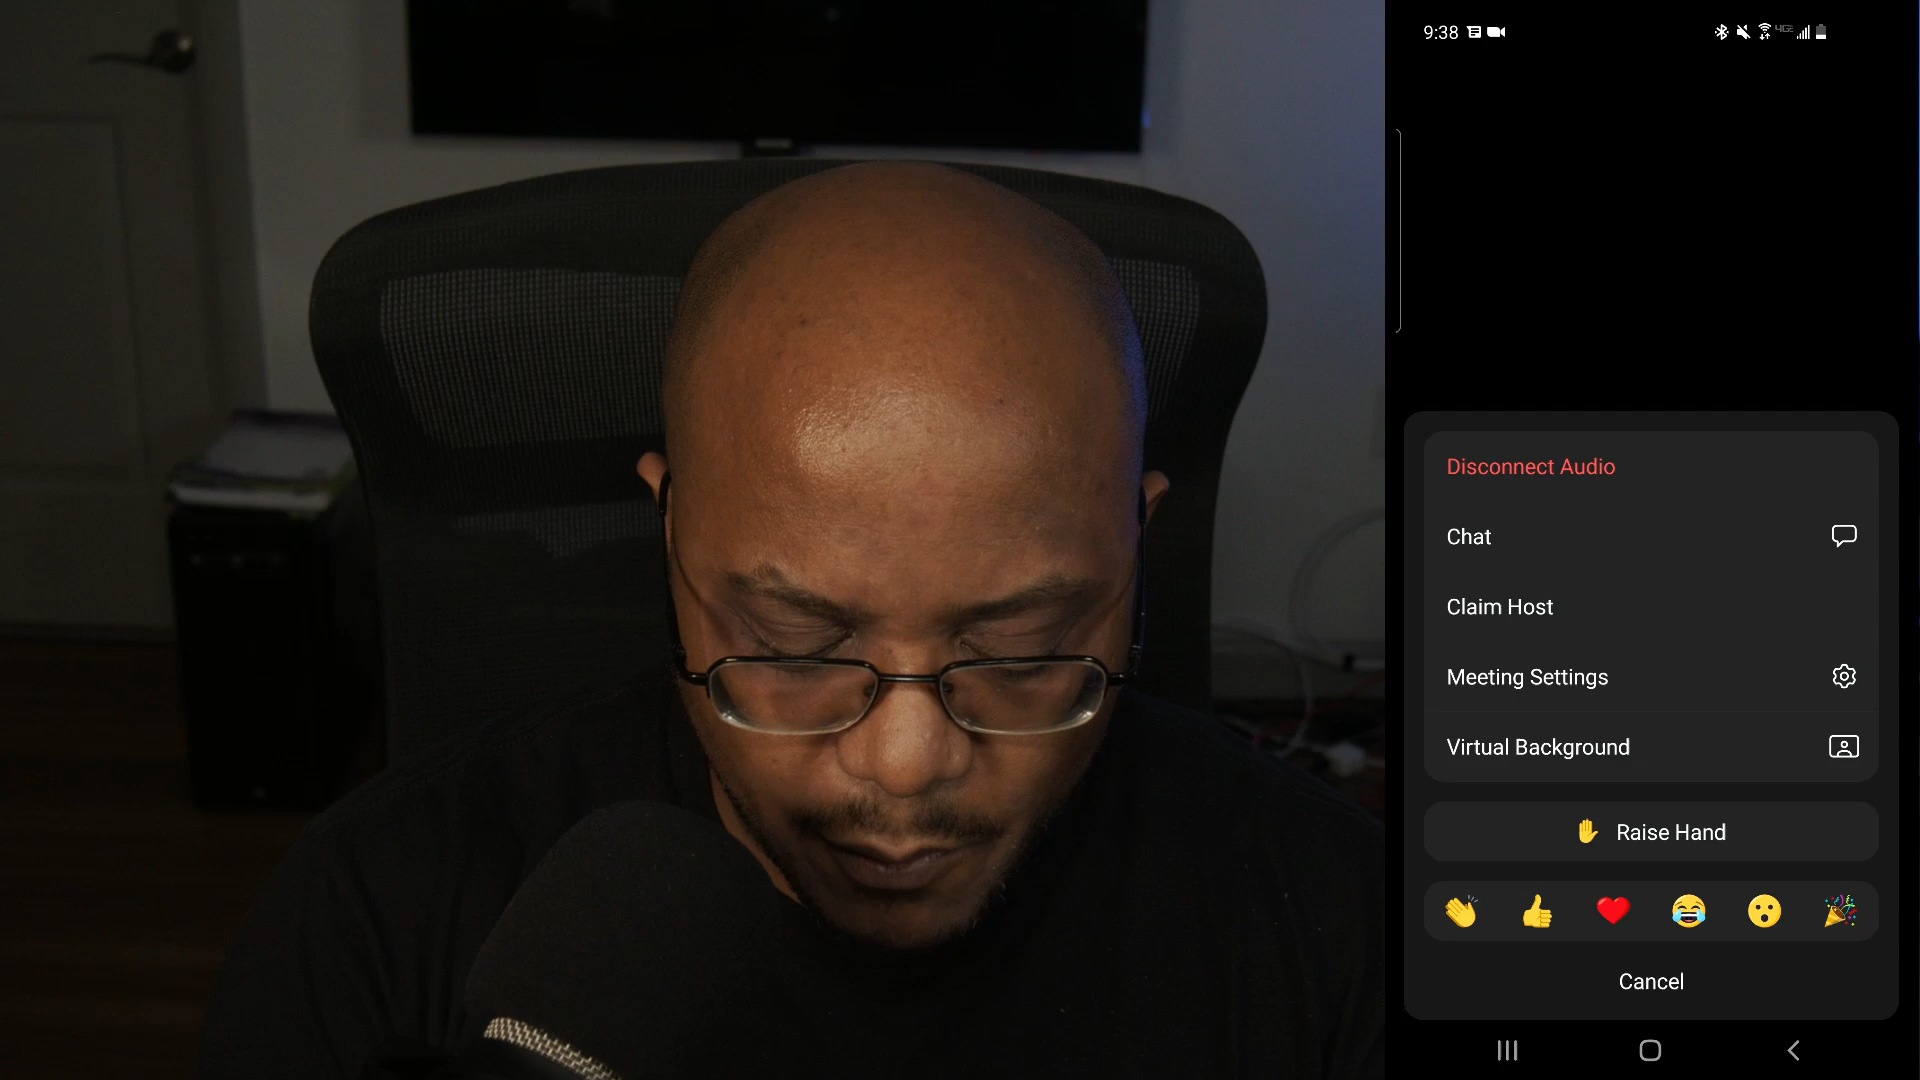 9:38
Disconnect Audio
Chat
Claim Host
Meeting Settings
Virtual Background
Raise Hand
Cancel